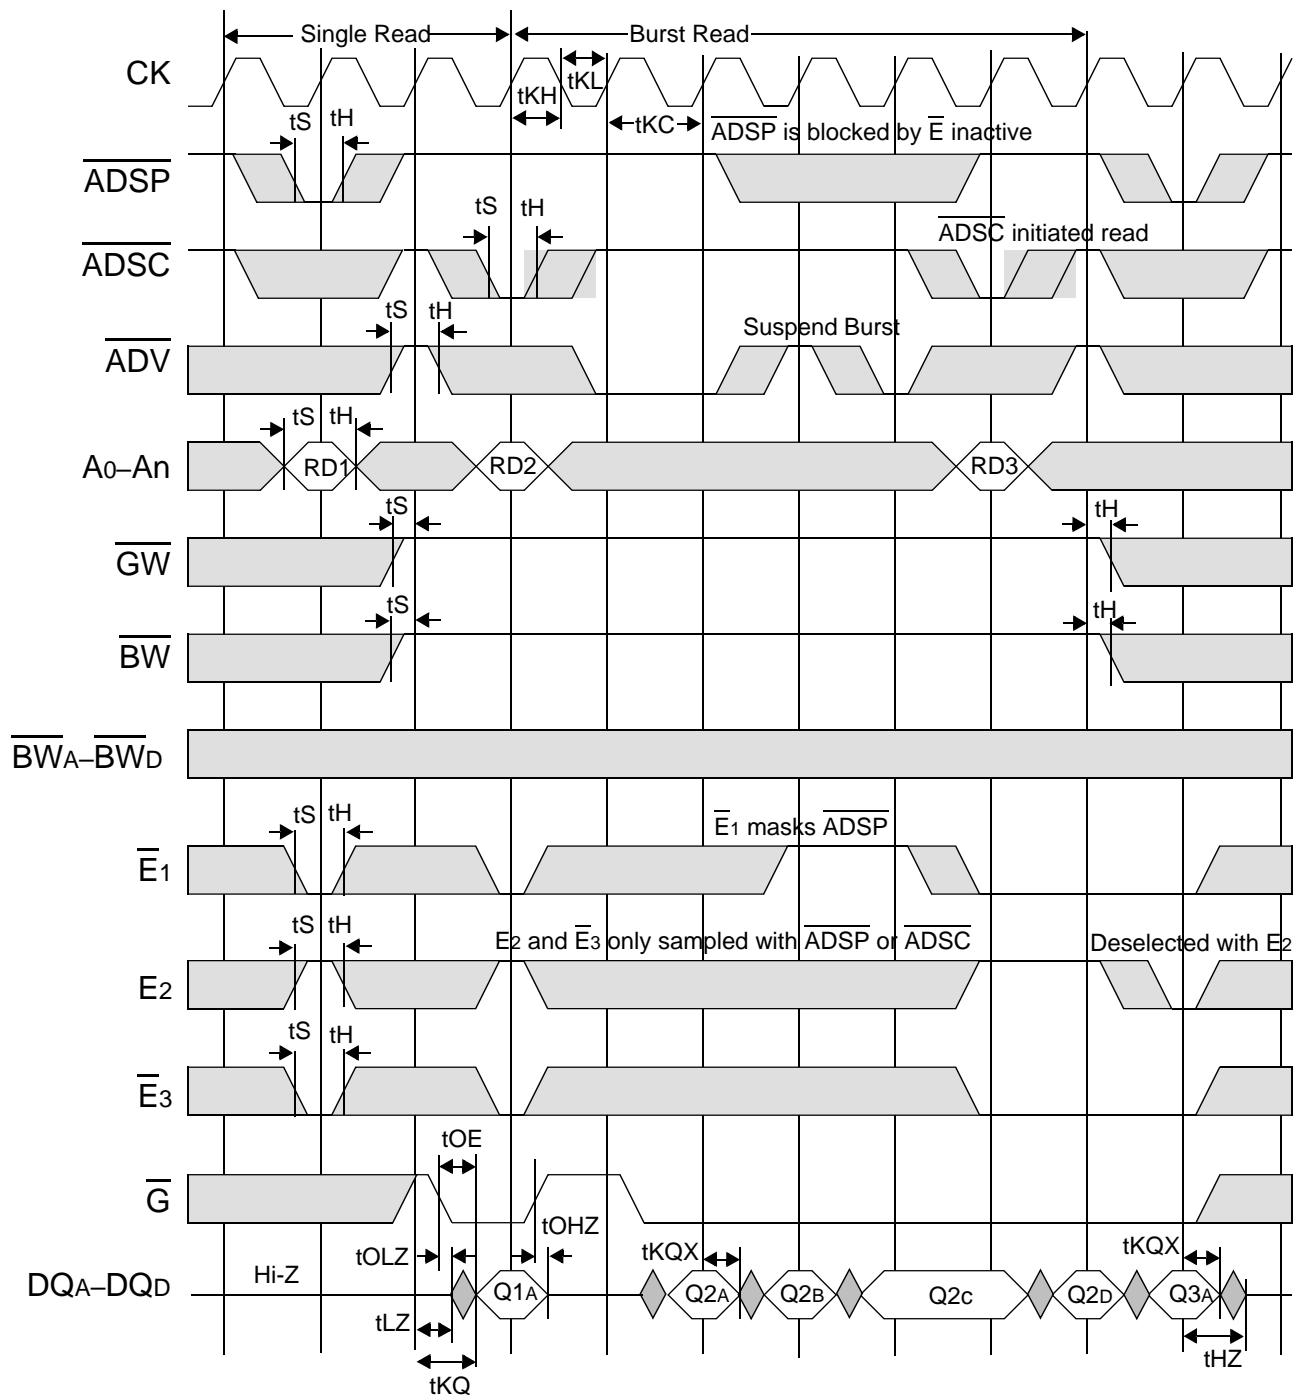 Single Read
Burst Read
CK
tKH
tKL
tKC
ADSP is blocked by E inactive
tS
tH
ADSP
tS
tH
ADSC initiated read
ADSC
tS
tH
Suspend Burst
ADV
tS
tH
A0–An
RD1
RD2
RD3
tS
tH
GW
tS
tH
BW
BWA–BWD
tS
tH
E1 masks ADSP
E1
tS
tH
E2 and E3 only sampled with ADSP or ADSC
Deselected with E2
E2
tS
tH
E3
tOE
G
tOHZ
tOLZ
tKQX
tKQX
DQA–DQD
Hi-Z
Q1A
Q2A
Q2B
Q2c
Q2D
Q3A
tLZ
tHZ
tKQ